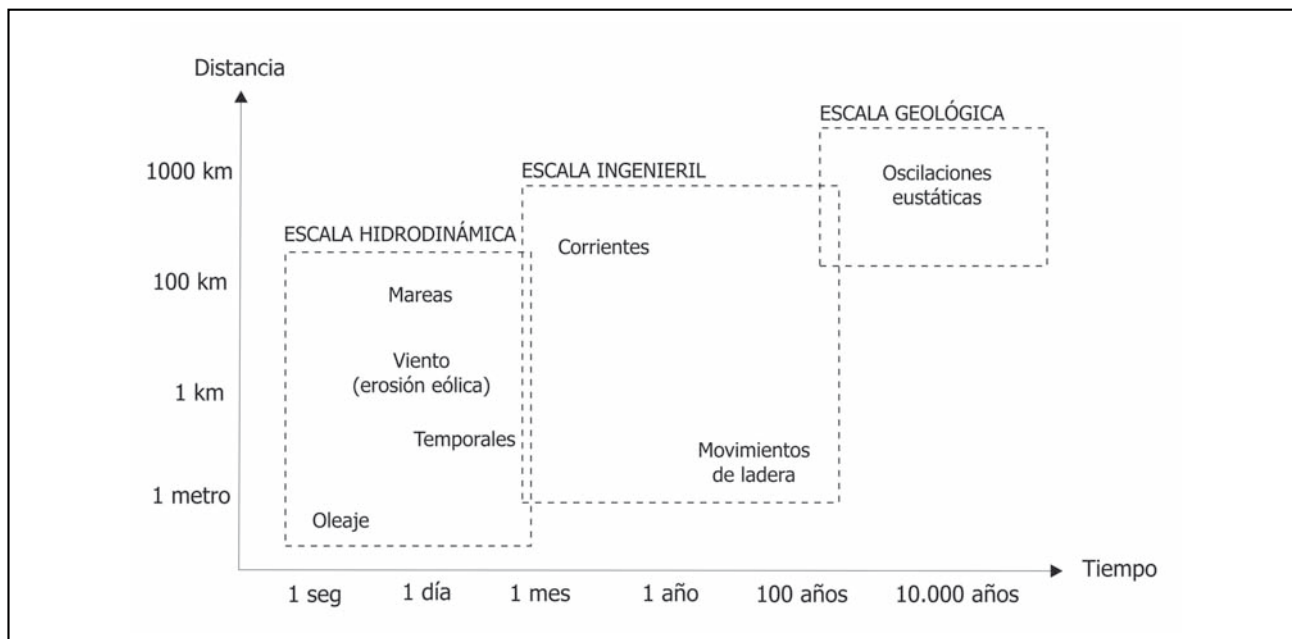 Distancia
ESCALA GEOLÓGICA
1000 km
ESCALA INGENIERIL
Oscilaciones
eustáticas
ESCALA HIDRODINÁMICA
Corrientes
100 km
Mareas
Viento
(erosión eólica)
1 km
Temporales
Movimientos
de ladera
1 metro
Oleaje
Tiempo
1 seg 1 día 1 mes 1 año 100 años 10.000 años